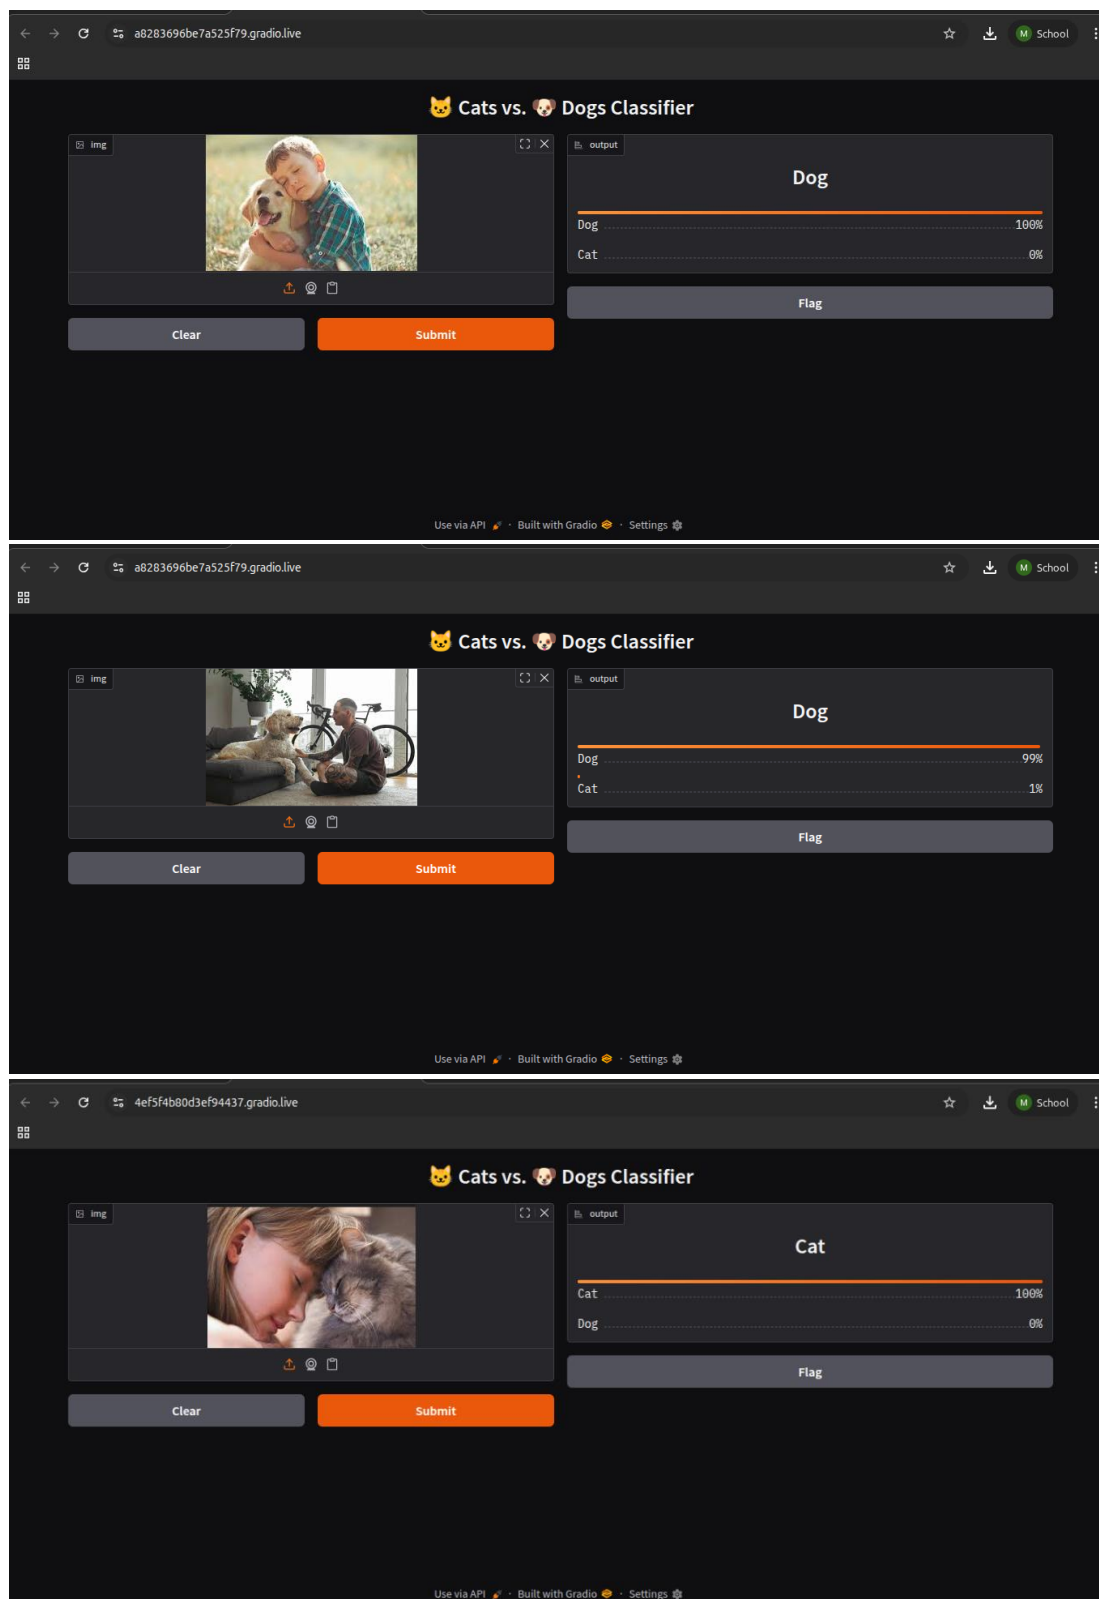 a8283696be7a525f79.gradio.live
M School
🐱 Cats vs. 🐶 Dogs Classifier
img
output
Dog
Dog 100%
Cat 0%
Flag
Clear Submit
Use via API · Built with Gradio · Settings
a8283696be7a525f79.gradio.live
M School
🐱 Cats vs. 🐶 Dogs Classifier
img
output
Dog
Dog 99%
Cat 1%
Flag
Clear Submit
Use via API · Built with Gradio · Settings
4ef5f4b80d3ef94437.gradio.live
M School
🐱 Cats vs. 🐶 Dogs Classifier
img
output
Cat
Cat 100%
Dog 0%
Flag
Clear Submit
Use via API · Built with Gradio · Settings